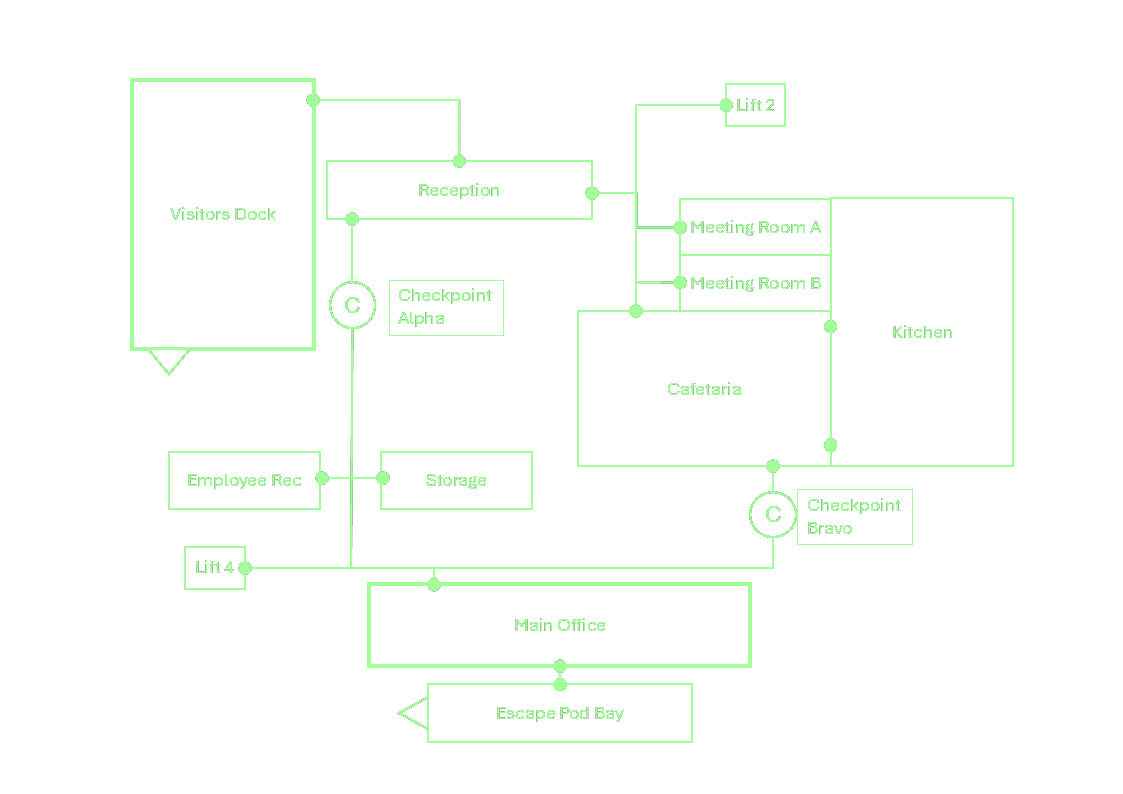 Lift 2
Reception
Visitors Dock
Meeting Room A
Meeting Room B
C
Checkpoint
Alpha
Kitchen
Cafetaria
Employee Rec
Storage
C
Checkpoint
Bravo
Lift 4
Main Office
Escape Pod Bay